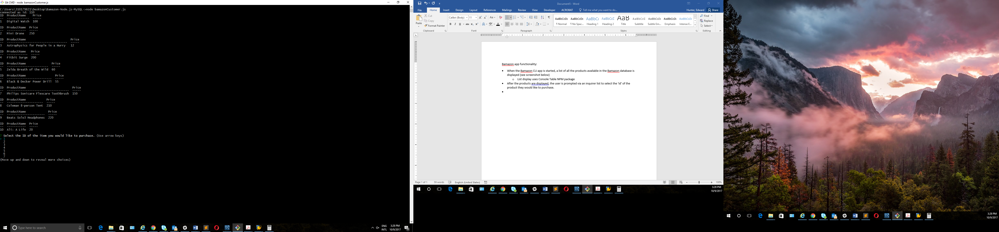 Git CMD - node bamazonCustomer.js
C:\Users\310179821\Desktop\Bamazon-Node.js-MySQL->node bamazonCustomer.js
connected as id: 110
ID  ProductName    Price
--  -------------  -----
1   Digital Watch  100
ID  ProductName  Price
--  -----------  -----
2   Mini Drone   250
ID  ProductName                          Price
--  -----------------------------------  -----
3   Astrophysics for People in a Hurry   12
ID  ProductName   Price
--  ------------  -----
4   Fitbit Surge  200
ID  ProductName               Price
--  ------------------------  -----
5   Zelda Breath of the Wild  60
ID  ProductName                 Price
--  --------------------------  -----
6   Black & Decker Power Drill  55
ID  ProductName                           Price
--  ------------------------------------  -----
7   Philips Sonicare Flexcare Toothbrush  150
ID  ProductName            Price
--  ---------------------  -----
8   Coleman 8-person Tent  210
ID  ProductName             Price
--  ----------------------  -----
9   Beats Solo3 Headphones  220
ID  ProductName  Price
--  -----------  -----
10  Ali: A Life  20
? Select the ID of the item you would like to purchase. (Use arrow keys)
> 1
2
3
4
5
6
7
(Move up and down to reveal more choices)
Type here to search
ENG
INTL
3:28 PM
10/9/2017
9
Document5 - Word
File Home Insert Design Layout References Mailings Review View Developer ACROBAT Tell me what you want to do...
Hunter, Edward Share
Paste
Cut
Copy
Format Painter
Clipboard
Calibri (Body) 11
B I U abc x₂ x²
Font
Paragraph
AaBbCcDc AaBbCcDc AaBbC( AaBbCcE AaB AaBbCcC AaBbCcDc AaBbCcDc AaBbCcDc
¶ Normal ¶ No Spac... Heading 1 Heading 2 Title Subtitle Subtle Em... Emphasis Intense E...
Styles
Find
Replace
Select
Editing
Bamazon app functionality:
• When the Bamazon CLI app is started, a list of all the products available in the Bamazon database is
displayed (see screenshot below)
o List display uses Console Table NPM package
• After the products are displayed, the user is prompted via an inquirer list to select the ‘id’ of the
product they would like to purchase.
•
Page 1 of 1 59 words English (United States)
100%
3:28 PM
10/9/2017
3:28 PM
10/9/2017